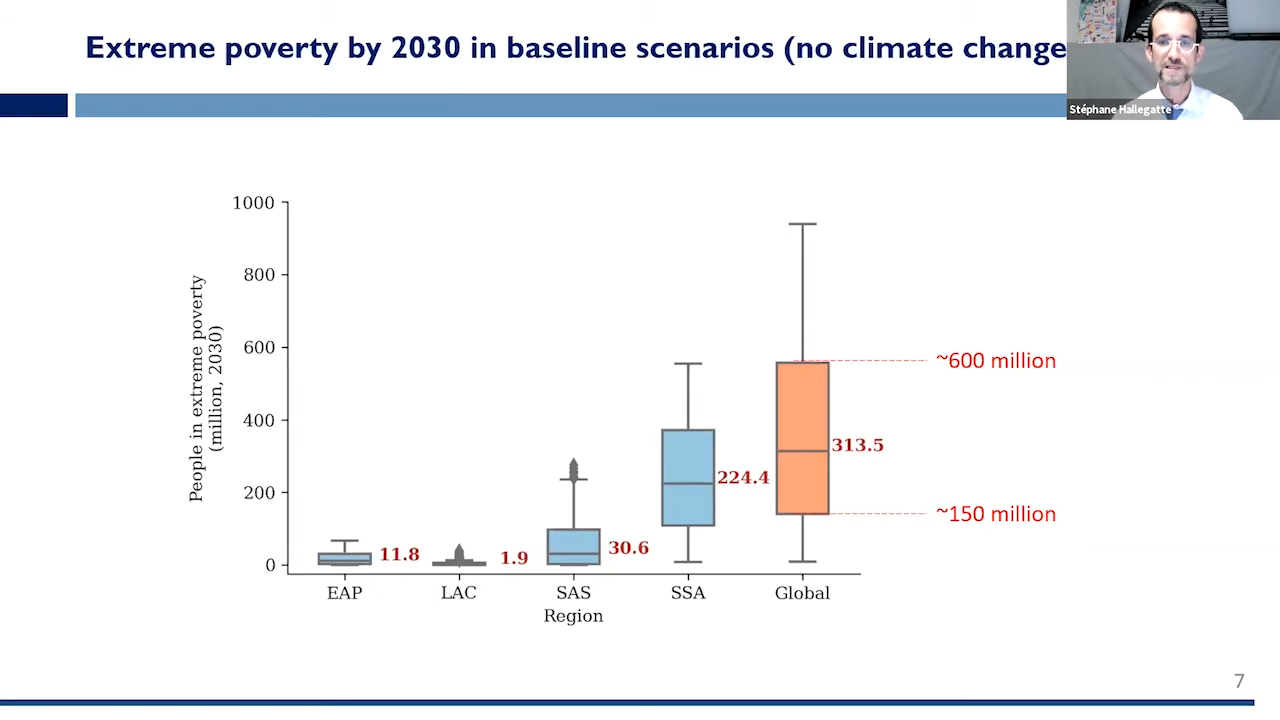 Extreme poverty by 2030 in baseline scenarios (no climate change
Stéphane Hallegatte
1000
800
600
400
200
0
People in extreme poverty
(million, 2030)
~600 million
313.5
224.4
~150 million
30.6
11.8
1.9
EAP
LAC
SAS
SSA
Global
Region
7